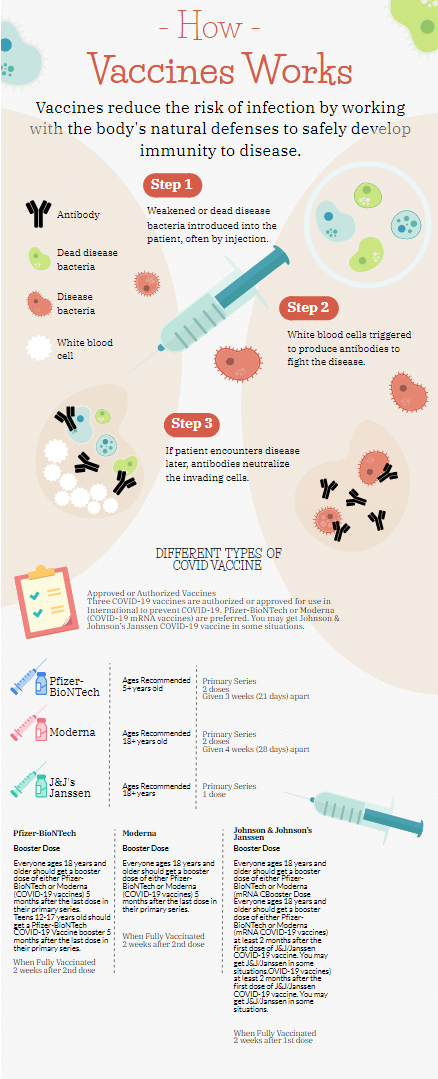 - How -
Vaccines Works
Vaccines reduce the risk of infection by working
with the body's natural defenses to safely develop
immunity to disease.
Step 1
Weakened or dead disease
bacteria introduced into the
patient, often by injection.
Antibody
Dead disease
bacteria
Disease
bacteria
White blood
cell
Step 2
White blood cells triggered
to produce antibodies to
fight the disease.
Step 3
If patient encounters disease
later, antibodies neutralize
the invading cells.
DIFFERENT TYPES OF
COVID VACCINE
Approved or Authorized Vaccines
Three COVID-19 vaccines are authorized or approved for use in
International to prevent COVID-19. Pfizer-BioNTech or Moderna
(COVID-19 mRNA vaccines) are preferred. You may get Johnson &
Johnson's Janssen COVID-19 vaccine in some situations.
Pfizer-
BioNTech
Ages Recommended
5+ years old
Primary Series
2 doses
Given 3 weeks (21 days) apart
Moderna
Ages Recommended
18+ years old
Primary Series
2 doses
Given 4 weeks (28 days) apart
J&J's
Janssen
Ages Recommended
18+ years
Primary Series
1 dose
Pfizer-BioNTech
Booster Dose
Everyone ages 18 years and
older should get a booster
dose of either Pfizer-
BioNTech or Moderna
(COVID-19 vaccines) 5
months after the last dose in
their primary series.
Teens 12-17 years old should
get a Pfizer-BioNTech
COVID-19 Vaccine booster 5
months after the last dose in
their primary series.
When Fully Vaccinated
2 weeks after 2nd dose
Moderna
Booster Dose
Everyone ages 18 years and
older should get a booster
dose of either Pfizer-
BioNTech or Moderna
(COVID-19 vaccines) 5
months after the last dose in
their primary series.
When Fully Vaccinated
2 weeks after 2nd dose
Johnson & Johnson's
Janssen
Booster Dose
Everyone ages 18 years and
older should get a booster
dose of either Pfizer-
BioNTech or Moderna
(mRNA CBooster Dose
Everyone ages 18 years and
older should get a booster
dose of either Pfizer-
BioNTech or Moderna
(mRNA COVID-19 vaccines)
at least 2 months after the
first dose of J&J/Janssen
COVID-19 vaccine. You may
get J&J/Janssen in some
situations.OVID-19 vaccines)
at least 2 months after the
first dose of J&J/Janssen
COVID-19 vaccine. You may
get J&J/Janssen in some
situations.
When Fully Vaccinated
2 weeks after 1st dose